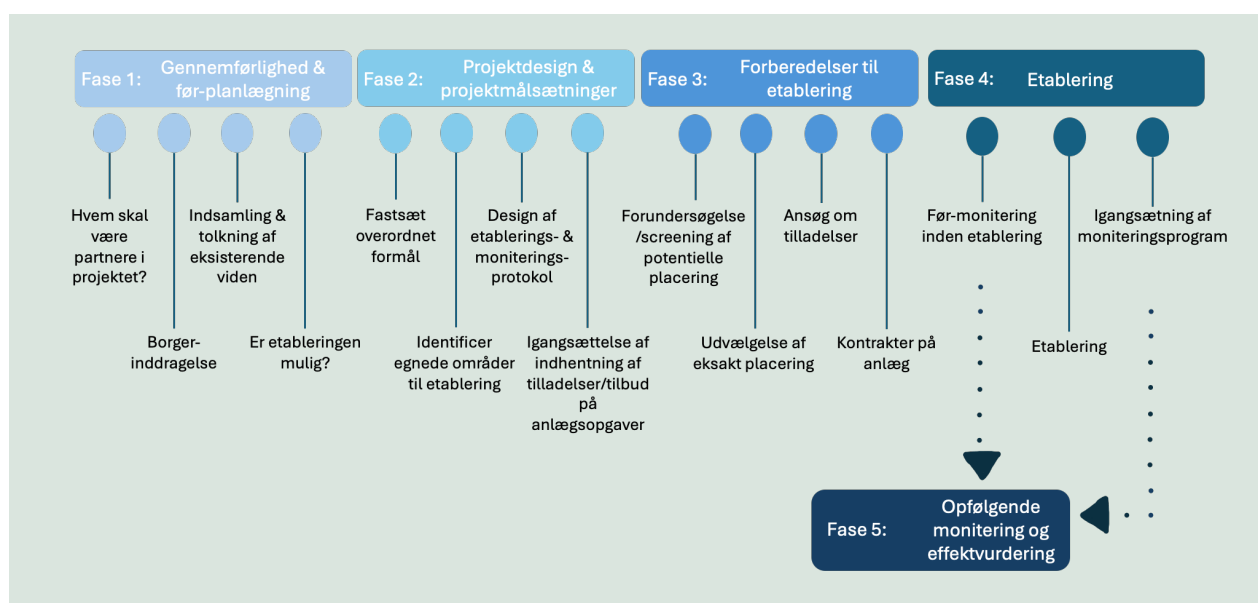 Fase 1:
Gennemførlighed &
før-planlægning
Fase 2:
Projektdesign &
projektmålsætninger
Fase 3:
Forberedelser til
etablering
Fase 4:
Etablering
Hvem skal
være
partnere i
projektet?
Borger-
inddragelse
Indsamling &
tolkning af
eksisterende
viden
Er etableringen
mulig?
Fastsæt
overordnet
formål
Identificer
egnede områder
til etablering
Design af
etablerings- &
moniterings-
protokol
Igangsættelse af
indhentning af
tilladelser/tilbud
på
anlægsopgaver
Forundersøgelse
/screening af
potentielle
placering
Udvælgelse af
eksakt placering
Ansøg om
tilladelser
Kontrakter på
anlæg
Før-monitering
inden etablering
Etablering
Igangsætning af
moniteringsprogram
Fase 5:
Opfølgende
monitering og
effektvurdering